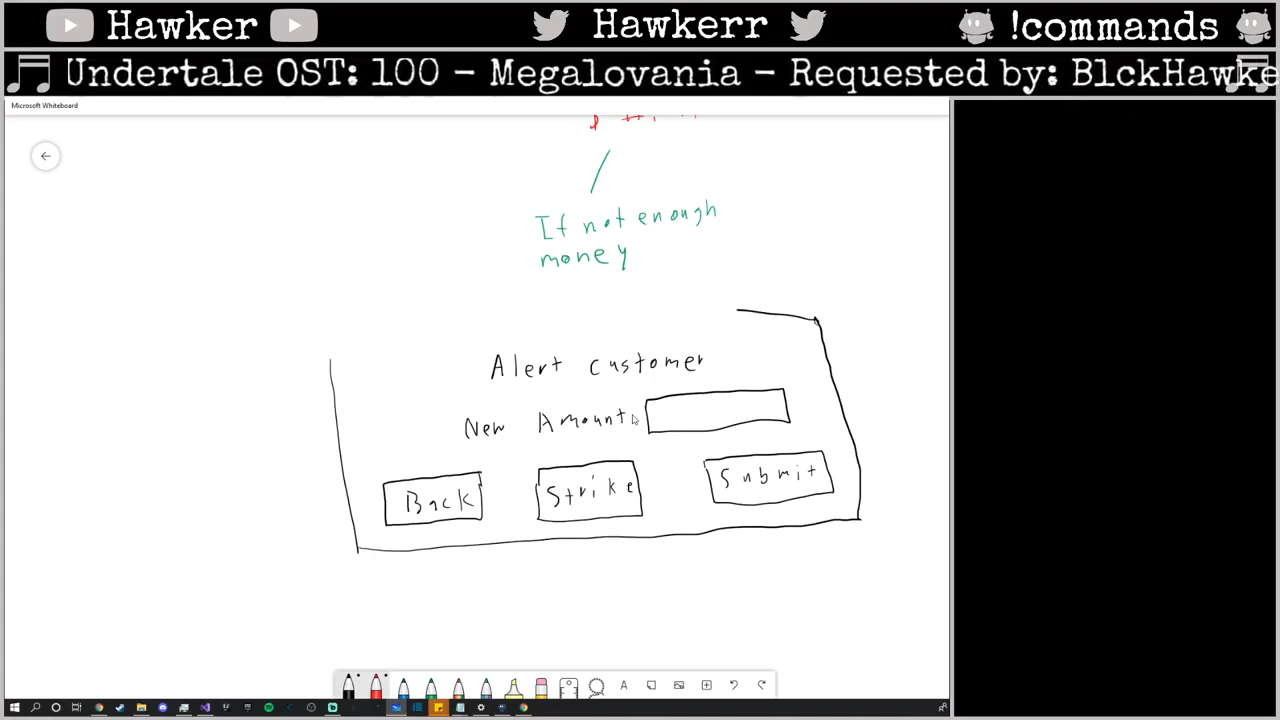 Hawker Hawkerr !commands
Undertale OST: 100 - Megalovania - Requested by: BlckHawke
Microsoft Whiteboard
If not enough
money
Alert customer
New Amount:
Back Strike Submit